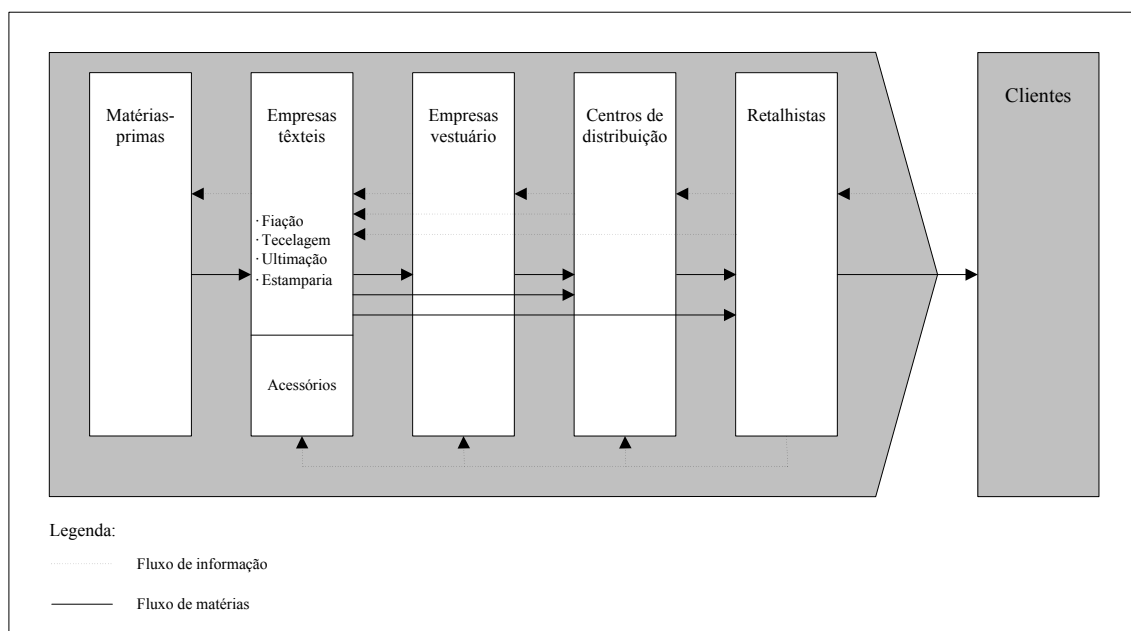 Matérias-
primas
Empresas
têxteis
· Fiação
· Tecelagem
· Ultimação
· Estamparia
Acessórios
Empresas
vestuário
Centros de
distribuição
Retalhistas
Clientes
Legenda:
Fluxo de informação
Fluxo de matérias